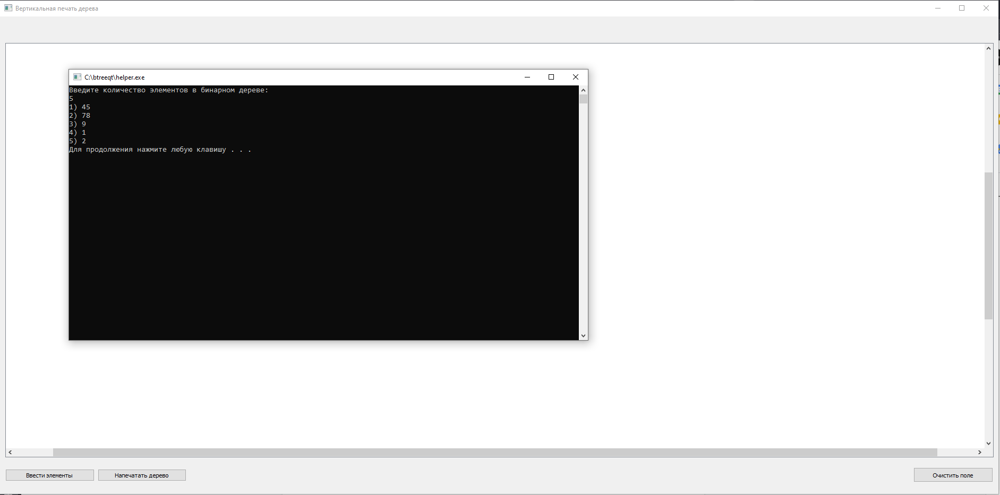 Вертикальная печать дерева
C:\btreeqt\helper.exe
Введите количество элементов в бинарном дереве:
5
1) 45
2) 78
3) 9
4) 1
5) 2
Для продолжения нажмите любую клавишу . . .
Ввести элементы
Напечатать дерево
Очистить поле